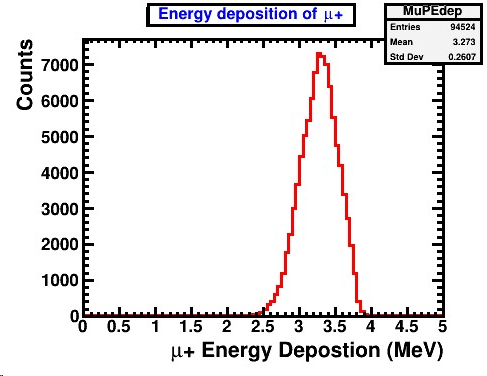 Energy deposition of μ+
MuPEdep
Entries 94524
Mean 3.273
Std Dev 0.2607
Counts
7000
6000
5000
4000
3000
2000
1000
0
0 0.5 1 1.5 2 2.5 3 3.5 4 4.5 5
μ+ Energy Depostion (MeV)